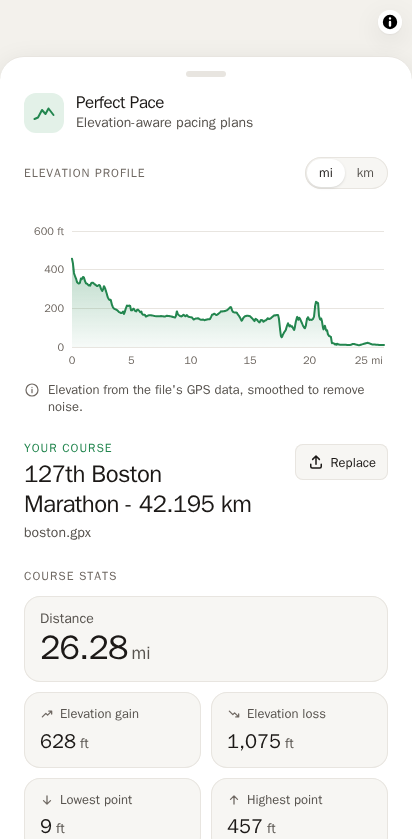 Perfect Pace
Elevation-aware pacing plans
ELEVATION PROFILE
mi
km
600 ft
400
200
0
0
5
10
15
20
25 mi
Elevation from the file's GPS data, smoothed to remove
noise.
YOUR COURSE
127th Boston
Marathon - 42.195 km
Replace
boston.gpx
COURSE STATS
Distance
26.28 mi
Elevation gain
628 ft
Elevation loss
1,075 ft
Lowest point
9 ft
Highest point
457 ft